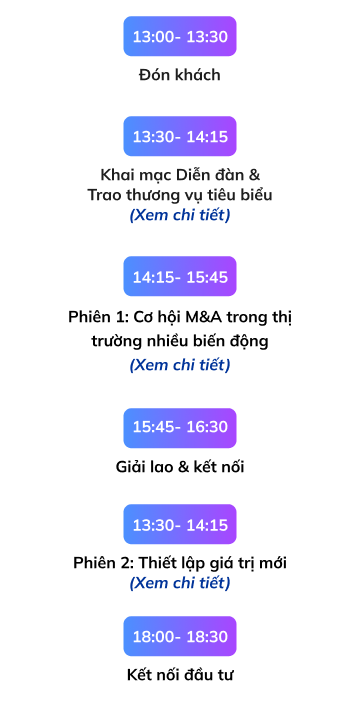 13:00- 13:30
Đón khách
13:30- 14:15
Khai mạc Diễn đàn &
Trao thương vụ tiêu biểu
(Xem chi tiết)
14:15- 15:45
Phiên 1: Cơ hội M&A trong thị
trường nhiều biến động
(Xem chi tiết)
15:45- 16:30
Giải lao & kết nối
13:30- 14:15
Phiên 2: Thiết lập giá trị mới
(Xem chi tiết)
18:00- 18:30
Kết nối đầu tư